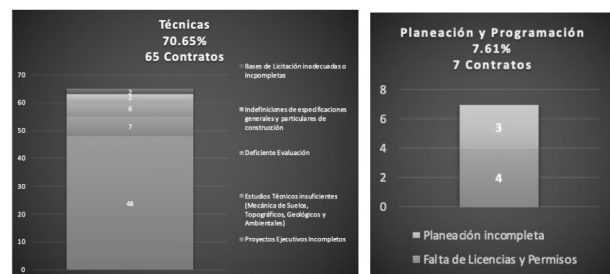 Técnicas
70.65%
65 Contratos
70
60
50
40
30
20
10
0
2
2
6
7
48
Bases de Licitación inadecuadas o
incpompletas
Indefiniciones de especificaciones
generales y particulares de
construcción
Deficiente Evaluación
Estudios Técnicos insuficientes
(Mecánica de Suelos,
Topográficos, Geológicos y
Ambientales)
Proyectos Ejecutivos Incompletos
Planeación y Programación
7.61%
7 Contratos
8
6
4
2
0
3
4
Planeación incompleta
Falta de Licencias y Permisos